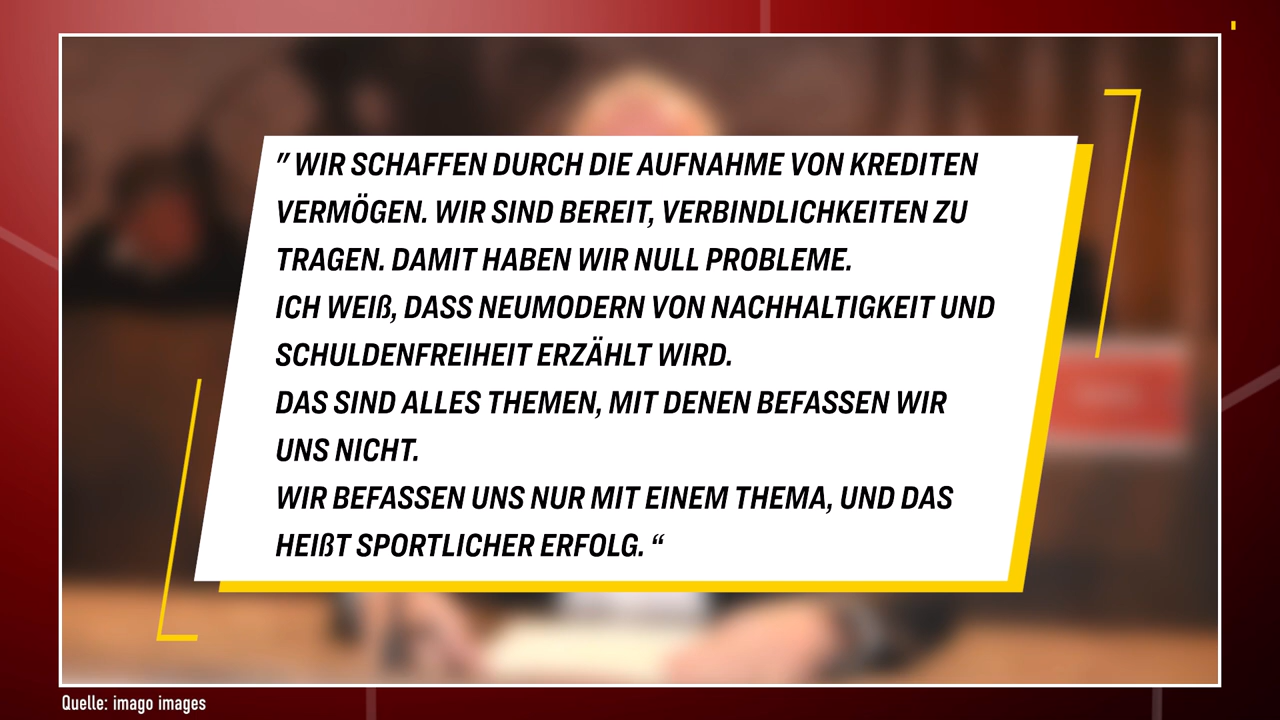 " WIR SCHAFFEN DURCH DIE AUFNAHME VON KREDITEN
VERMÖGEN. WIR SIND BEREIT, VERBINDLICHKEITEN ZU
TRAGEN. DAMIT HABEN WIR NULL PROBLEME.
ICH WEIß, DASS NEUMODERN VON NACHHALTIGKEIT UND
SCHULDENFREIHEIT ERZÄHLT WIRD.
DAS SIND ALLES THEMEN, MIT DENEN BEFASSEN WIR
UNS NICHT.
WIR BEFASSEN UNS NUR MIT EINEM THEMA, UND DAS
HEIßT SPORTLICHER ERFOLG. “
Quelle: imago images